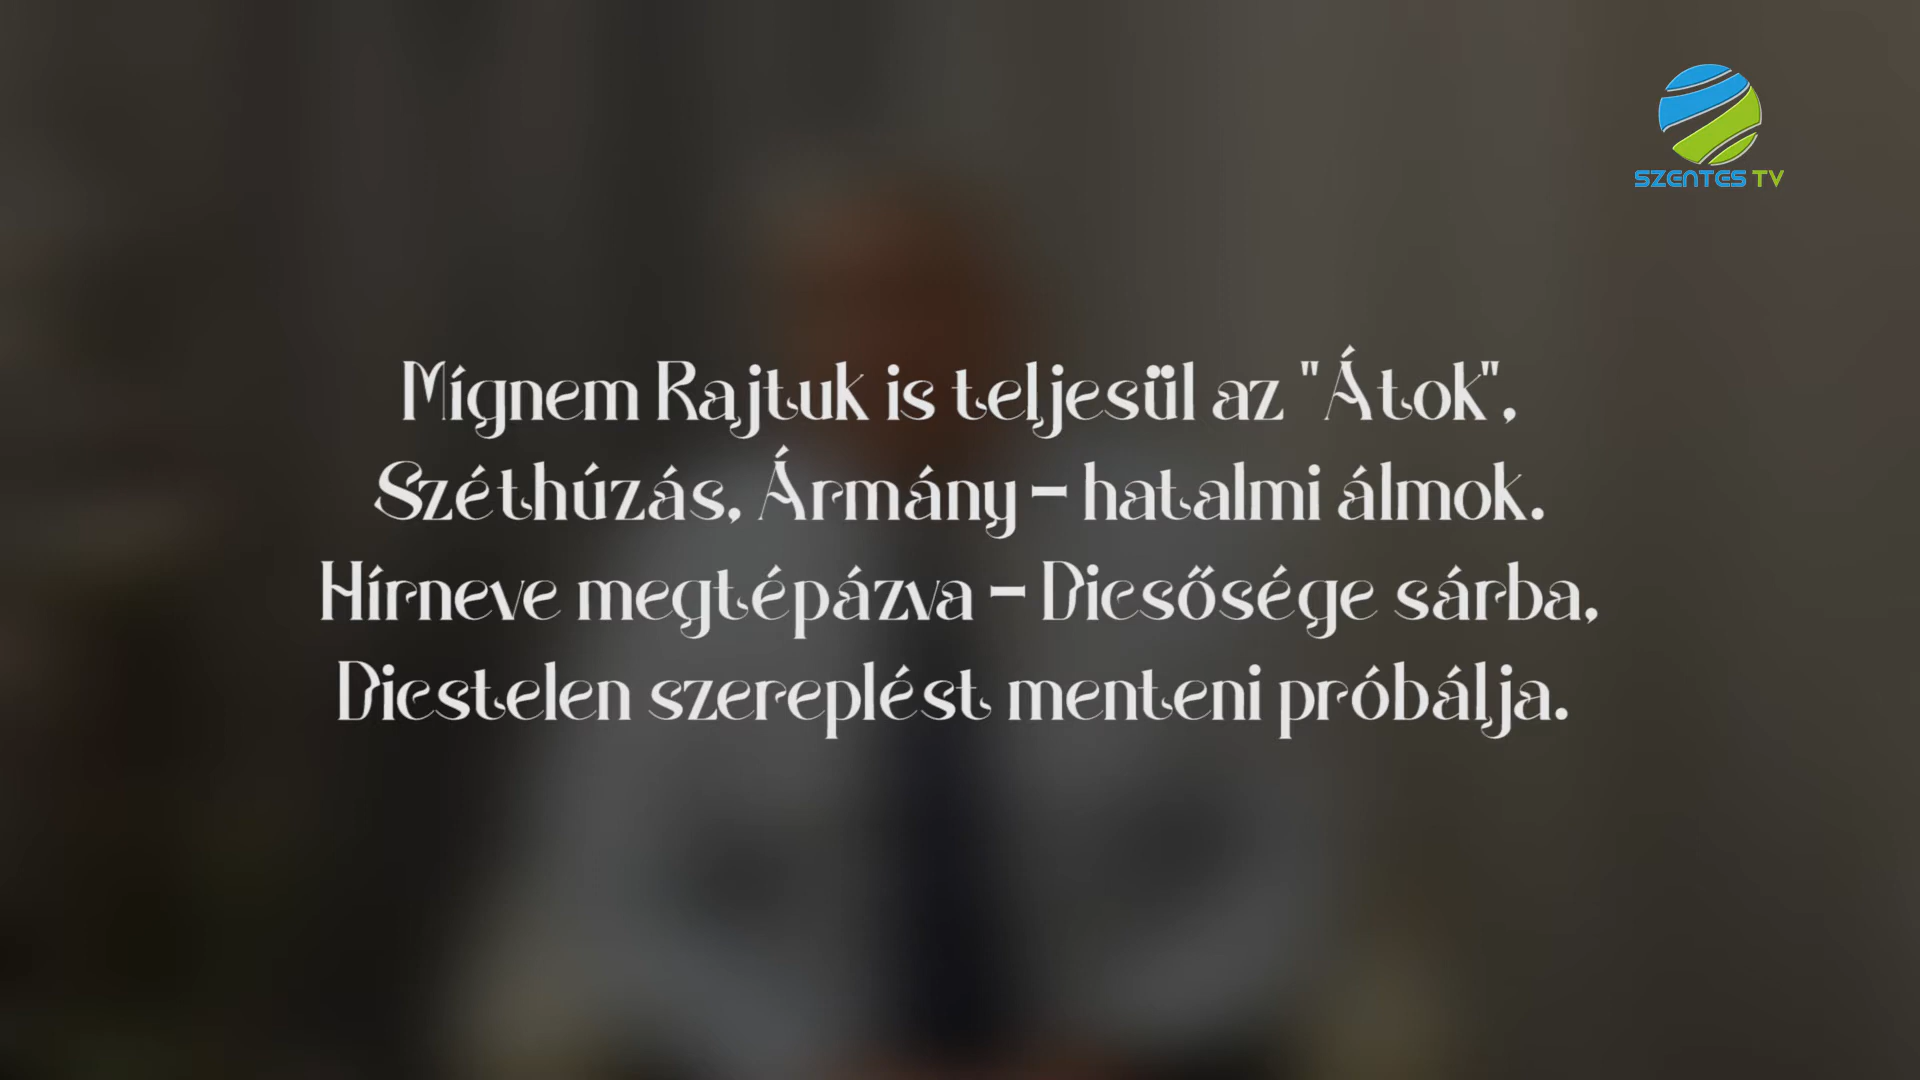 SZENTES TV
Mígnem Rajtuk is teljesül az "Átok",
Széthúzás, Ármány - hatalmi álmok.
Hírneve megtépázva - Dicsősége sárba,
Dicstelen szereplést menteni próbálja.